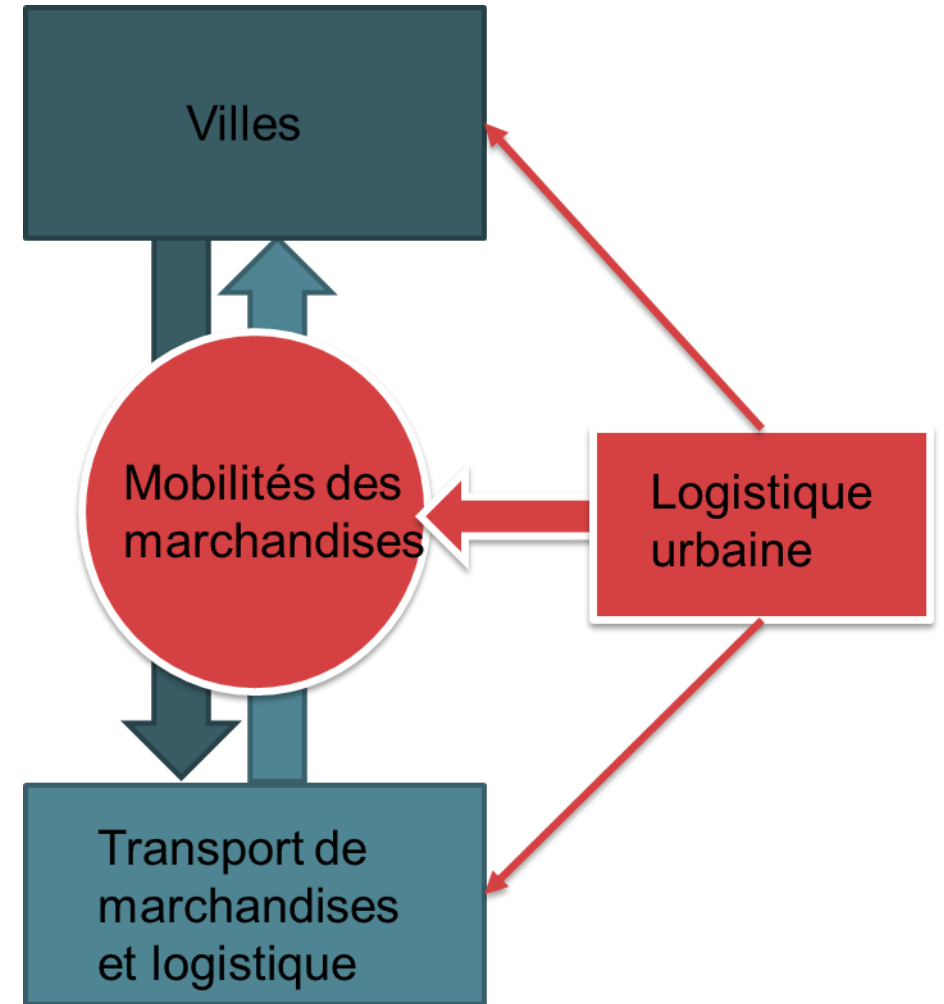 Villes
Mobilités des
marchandises
Logistique
urbaine
Transport de
marchandises
et logistique